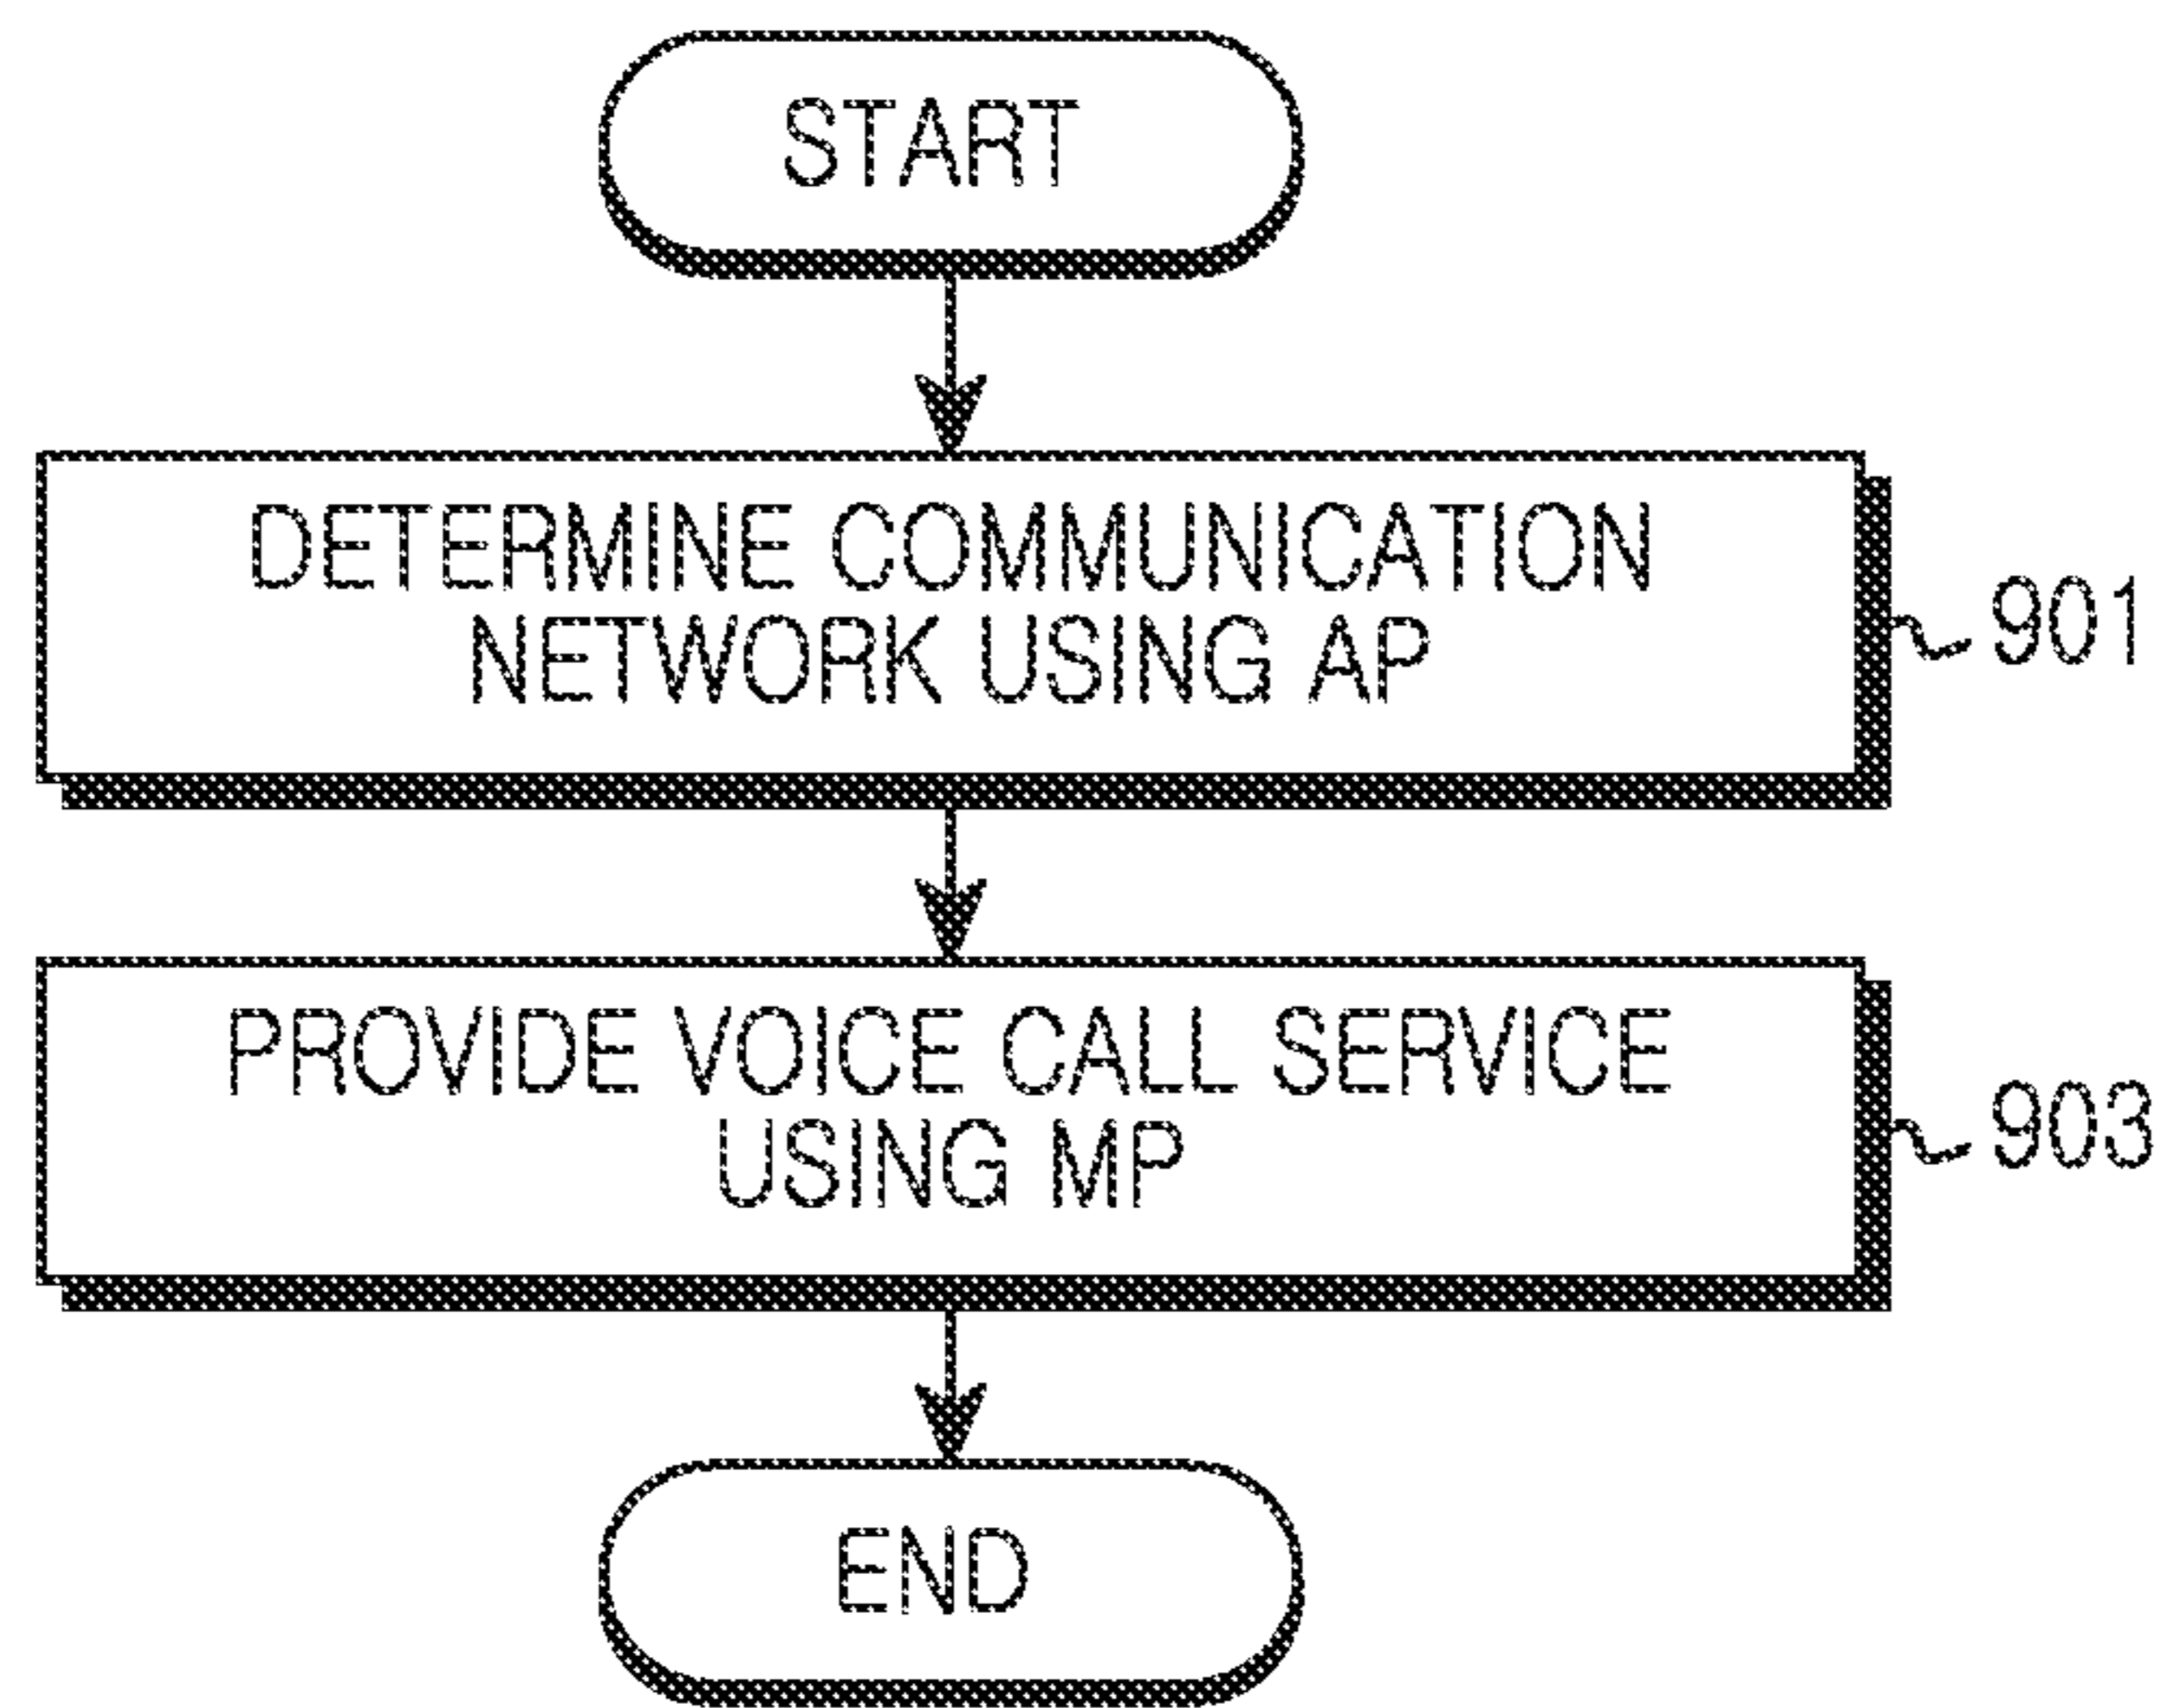 START
DETERMINE COMMUNICATION
NETWORK USING AP
901
PROVIDE VOICE CALL SERVICE
USING MP
903
END